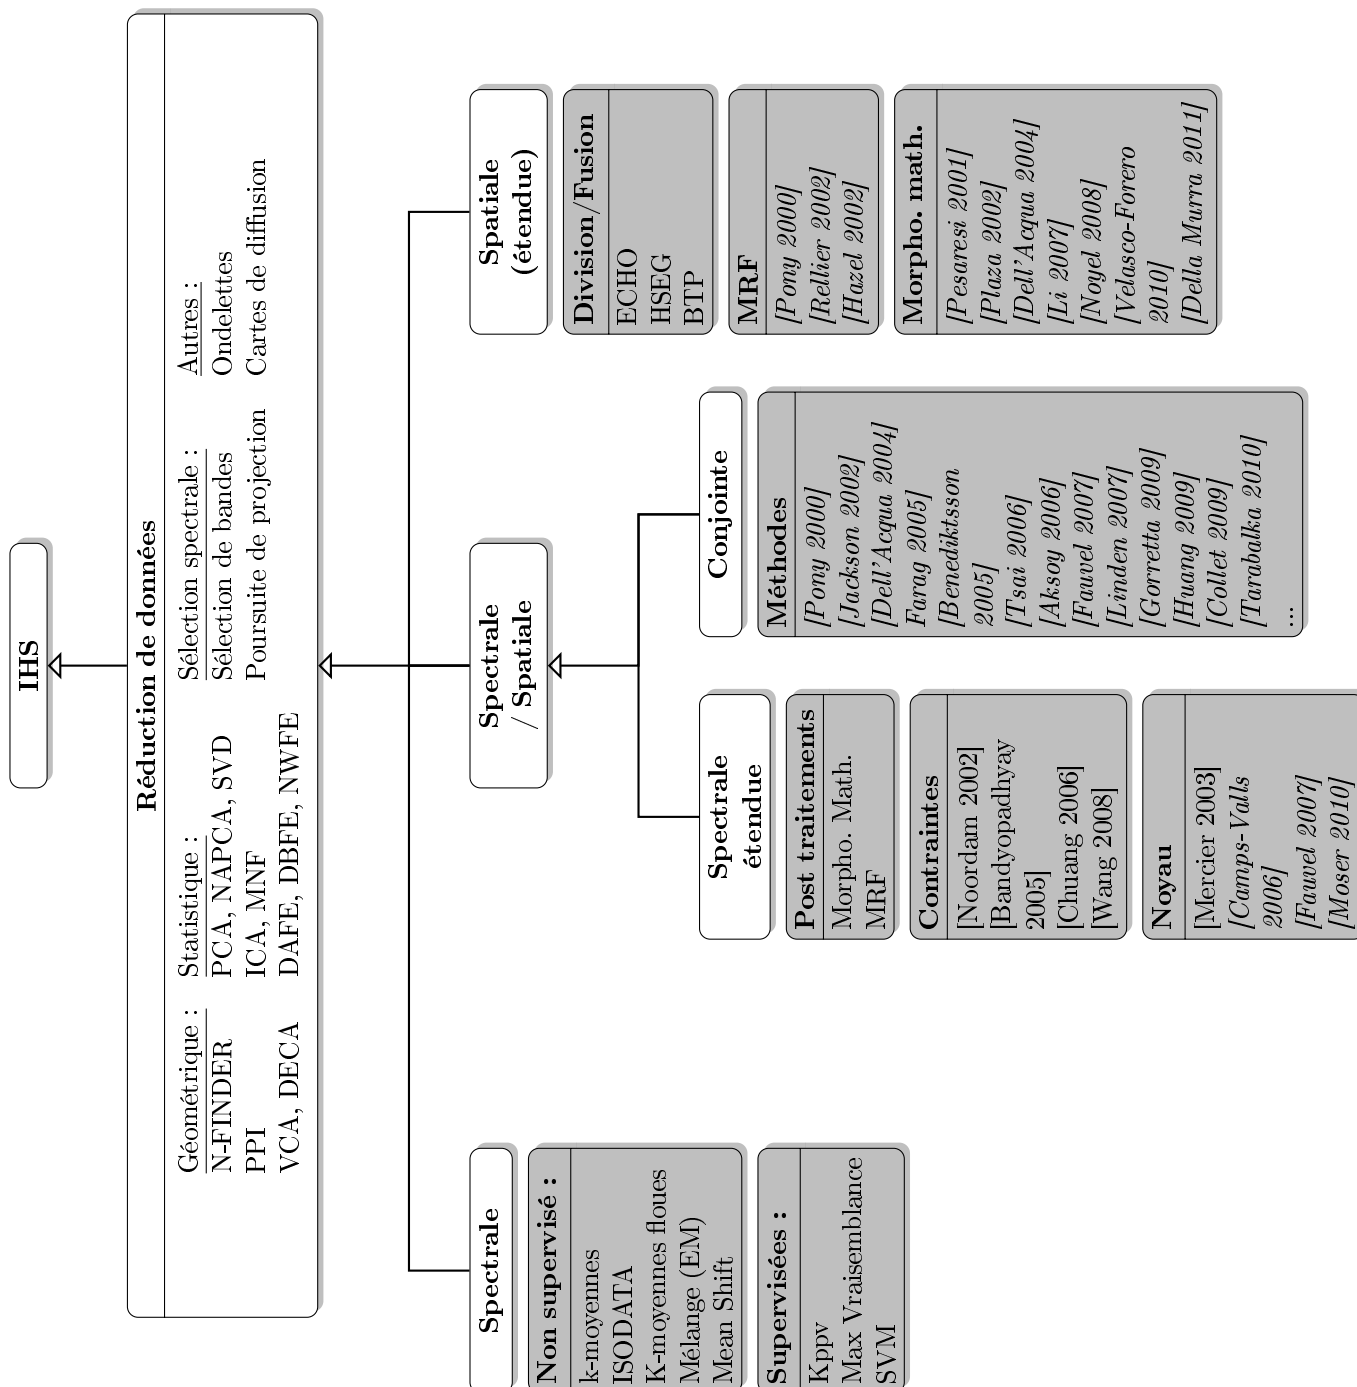 IHS
Réduction de données
Géométrique :
N-FINDER
PPI
VCA, DECA
Statistique :
PCA, NAPCA, SVD
ICA, MNF
DAFE, DBFE, NWFE
Sélection spectrale :
Sélection de bandes
Poursuite de projection
Autres :
Ondelettes
Cartes de diffusion
Spectrale
Non supervisé :
k-moyennes
ISODATA
K-moyennes floues
Mélange (EM)
Mean Shift
Supervisées :
Kppv
Max Vraisemblance
SVM
Spectrale
/ Spatiale
Spectrale
étendue
Post traitements
Morpho. Math.
MRF
Contraintes
[Noordam 2002]
[Bandyopadhyay
2005]
[Chuang 2006]
[Wang 2008]
Noyau
[Mercier 2003]
[Camps-Valls
2006]
[Fauvel 2007]
[Moser 2010]
Conjointe
Méthodes
[Pony 2000]
[Jackson 2002]
[Dell'Acqua 2004]
Farag 2005]
[Benediktsson
2005]
[Tsai 2006]
[Aksoy 2006]
[Fauvel 2007]
[Linden 2007]
[Gorretta 2009]
[Huang 2009]
[Collet 2009]
[Tarabalka 2010]
...
Spatiale
(étendue)
Division/Fusion
ECHO
HSEG
BTP
MRF
[Pony 2000]
[Rellier 2002]
[Hazel 2002]
Morpho. math.
[Pesaresi 2001]
[Plaza 2002]
[Dell'Acqua 2004]
[Li 2007]
[Noyel 2008]
[Velasco-Forero
2010]
[Della Murra 2011]